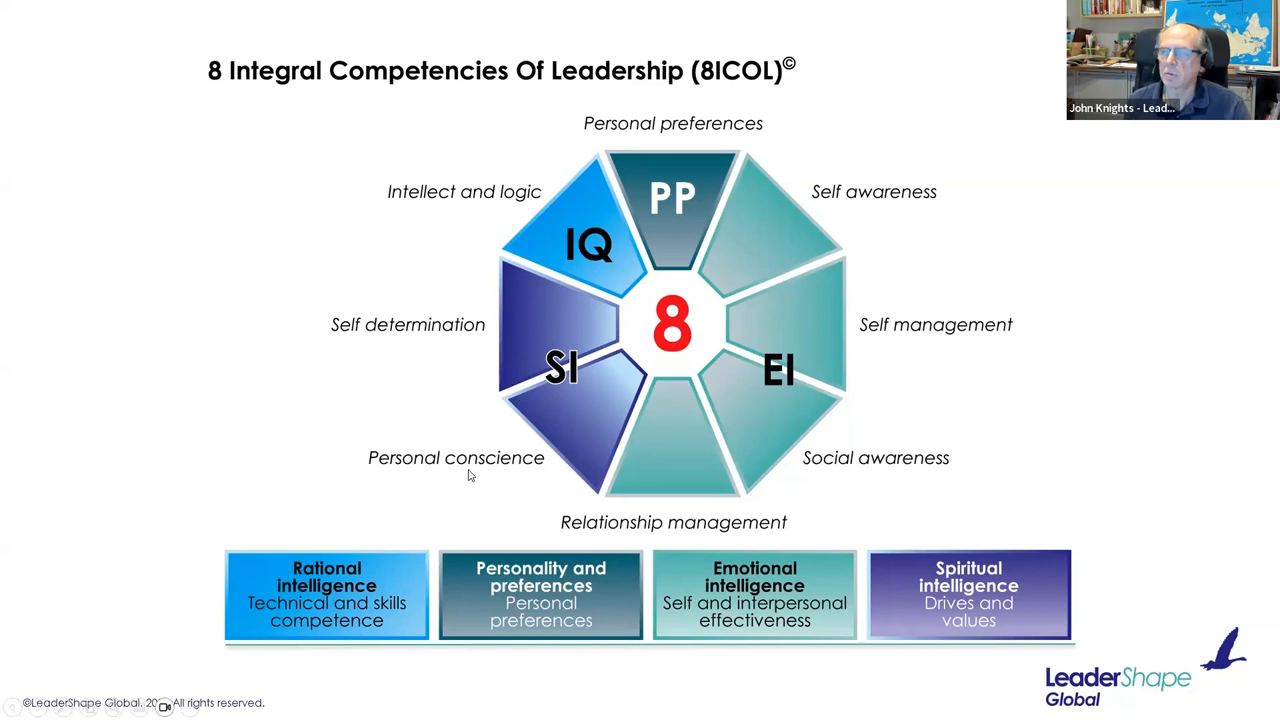 8 Integral Competencies Of Leadership (8ICOL)©
John Knights - Lead...
Personal preferences
Intellect and logic
PP
Self awareness
IQ
Self determination
8
Self management
SI
EI
Personal conscience
Social awareness
Relationship management
Rational
intelligence
Technical and skills
competence
Personality and
preferences
Personal
preferences
Emotional
intelligence
Self and interpersonal
effectiveness
Spiritual
intelligence
Drives and
values
LeaderShape
Global
©LeaderShape Global. All rights reserved.